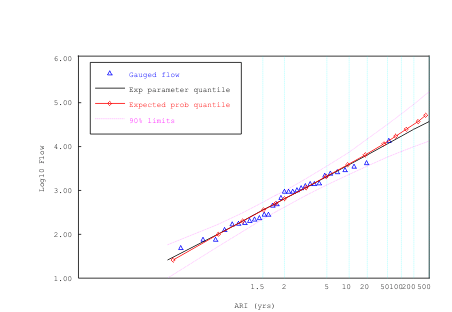 6.00
Gauged flow
Exp parameter quantile
5.00
Expected prob quantile
90% limits
4.00
Log10 Flow
3.00
2.00
1.00
1.5 2 5 10 20 50 100 200 500
ARI (yrs)